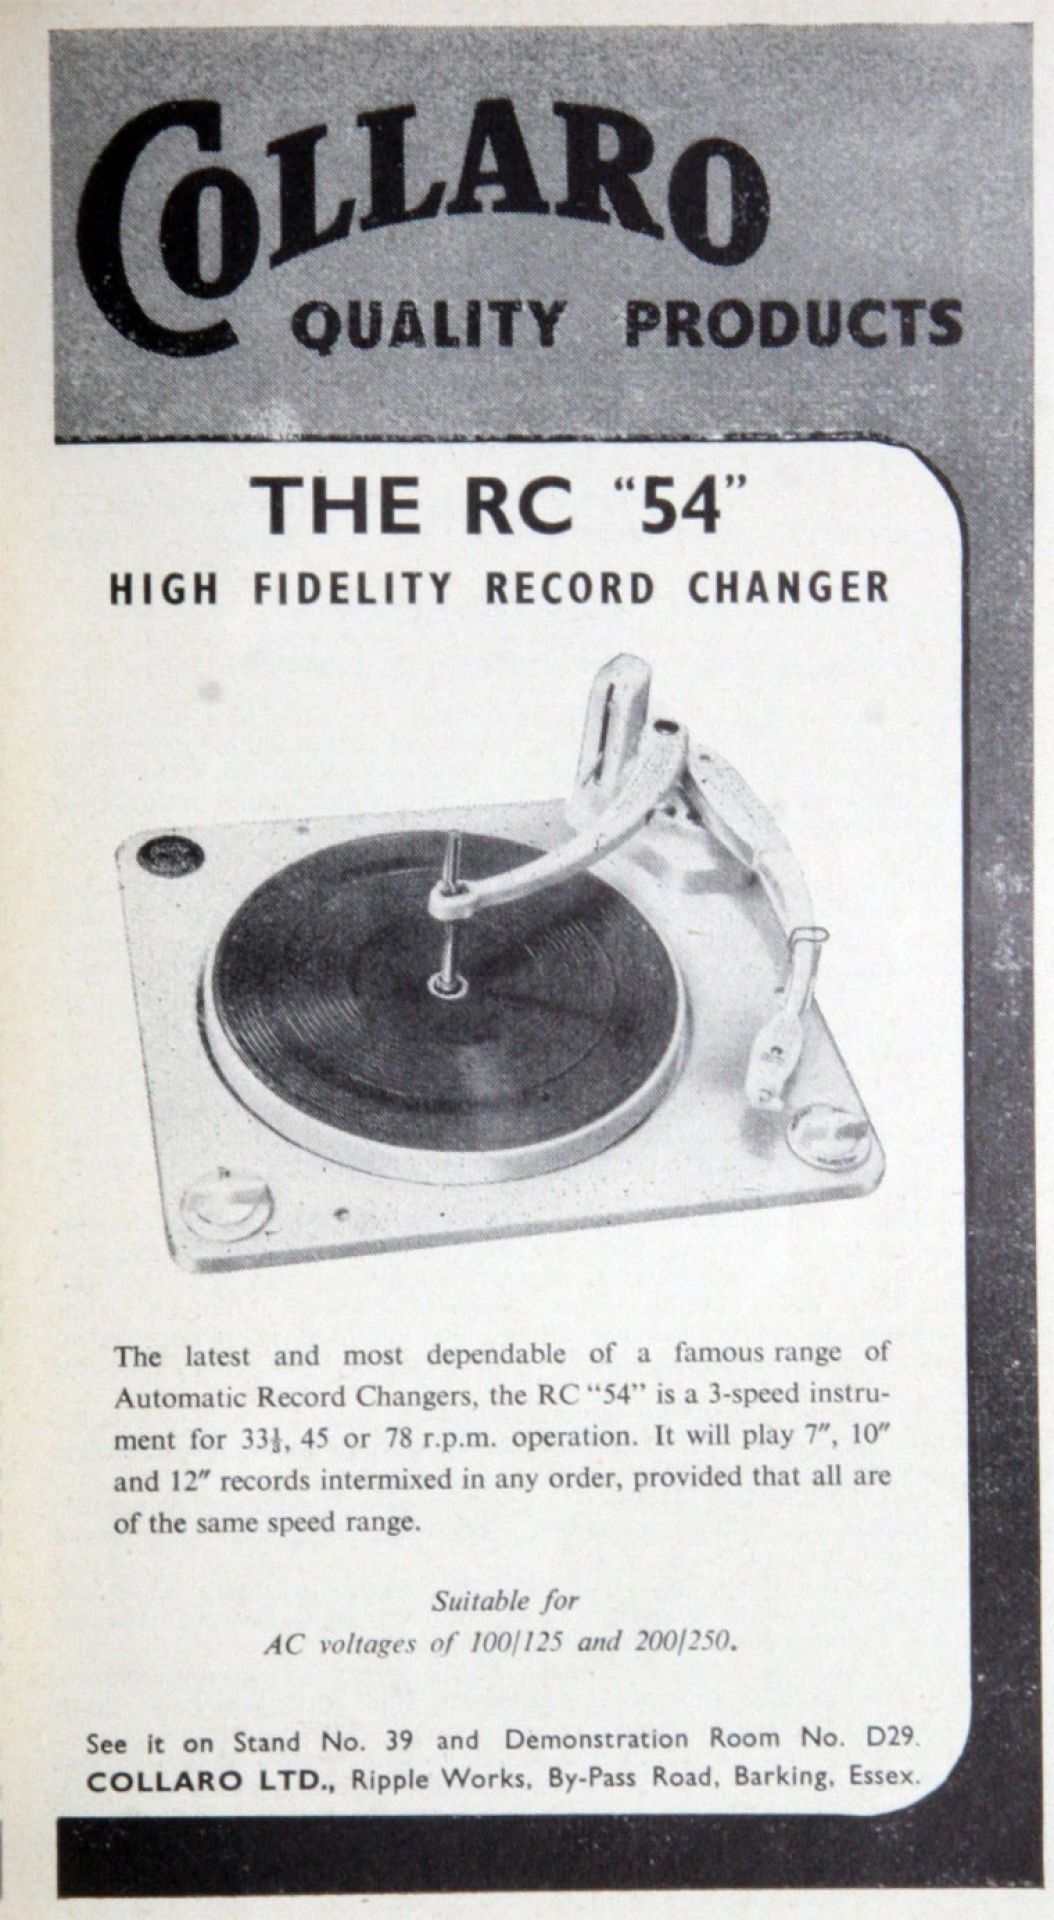 COLLARO
QUALITY PRODUCTS
THE RC "54"
HIGH FIDELITY RECORD CHANGER
The latest and most dependable of a famous range of
Automatic Record Changers, the RC "54" is a 3-speed instru-
ment for 33⅓, 45 or 78 r.p.m. operation. It will play 7", 10"
and 12" records intermixed in any order, provided that all are
of the same speed range.
Suitable for
AC voltages of 100/125 and 200/250.
See it on Stand No. 39 and Demonstration Room No. D29.
COLLARO LTD., Ripple Works, By-Pass Road, Barking, Essex.